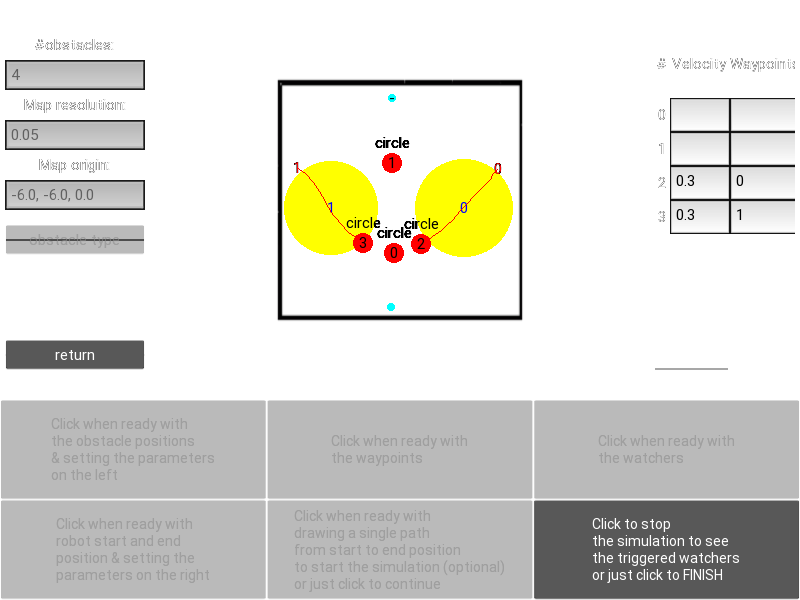 #obstacles:
4
Map resolution:
0.05
Map origin:
-6.0, -6.0, 0.0
obstacle type
return
circle
1
1
0
1
0
circle
circle
circle
3
0
2
# Velocity Waypoints
0
1
2 0.3 0
3 0.3 1
Click when ready with
the obstacle positions
& setting the parameters
on the left
Click when ready with
the waypoints
Click when ready with
the watchers
Click when ready with
robot start and end
position & setting the
parameters on the right
Click when ready with
drawing a single path
from start to end position
to start the simulation (optional)
or just click to continue
Click to stop
the simulation to see
the triggered watchers
or just click to FINISH